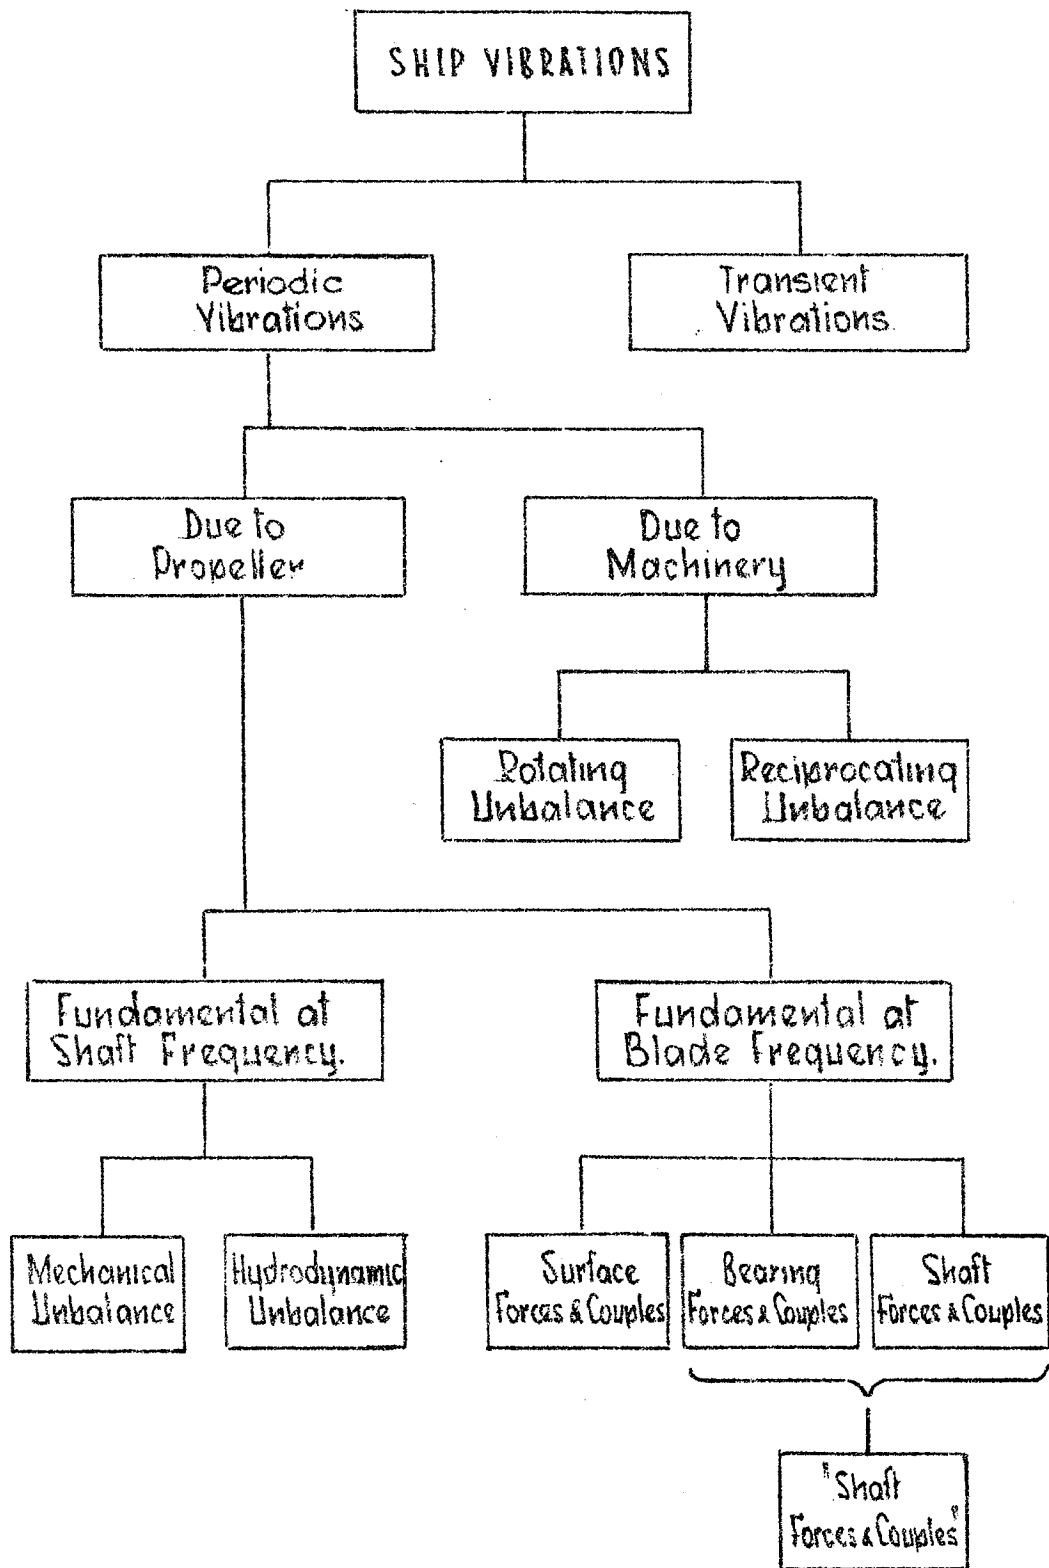 SHIP VIBRATIONS
Periodic
Vibrations
Transient
Vibrations
Due to
Propeller
Due to
Machinery
Rotating
Unbalance
Reciprocating
Unbalance
Fundamental at
Shaft Frequency.
Fundamental at
Blade Frequency.
Mechanical
Unbalance
Hydrodynamic
Unbalance
Surface
Forces & Couples
Bearing
Forces & Couples
Shaft
Forces & Couples
"Shaft
Forces & Couples"